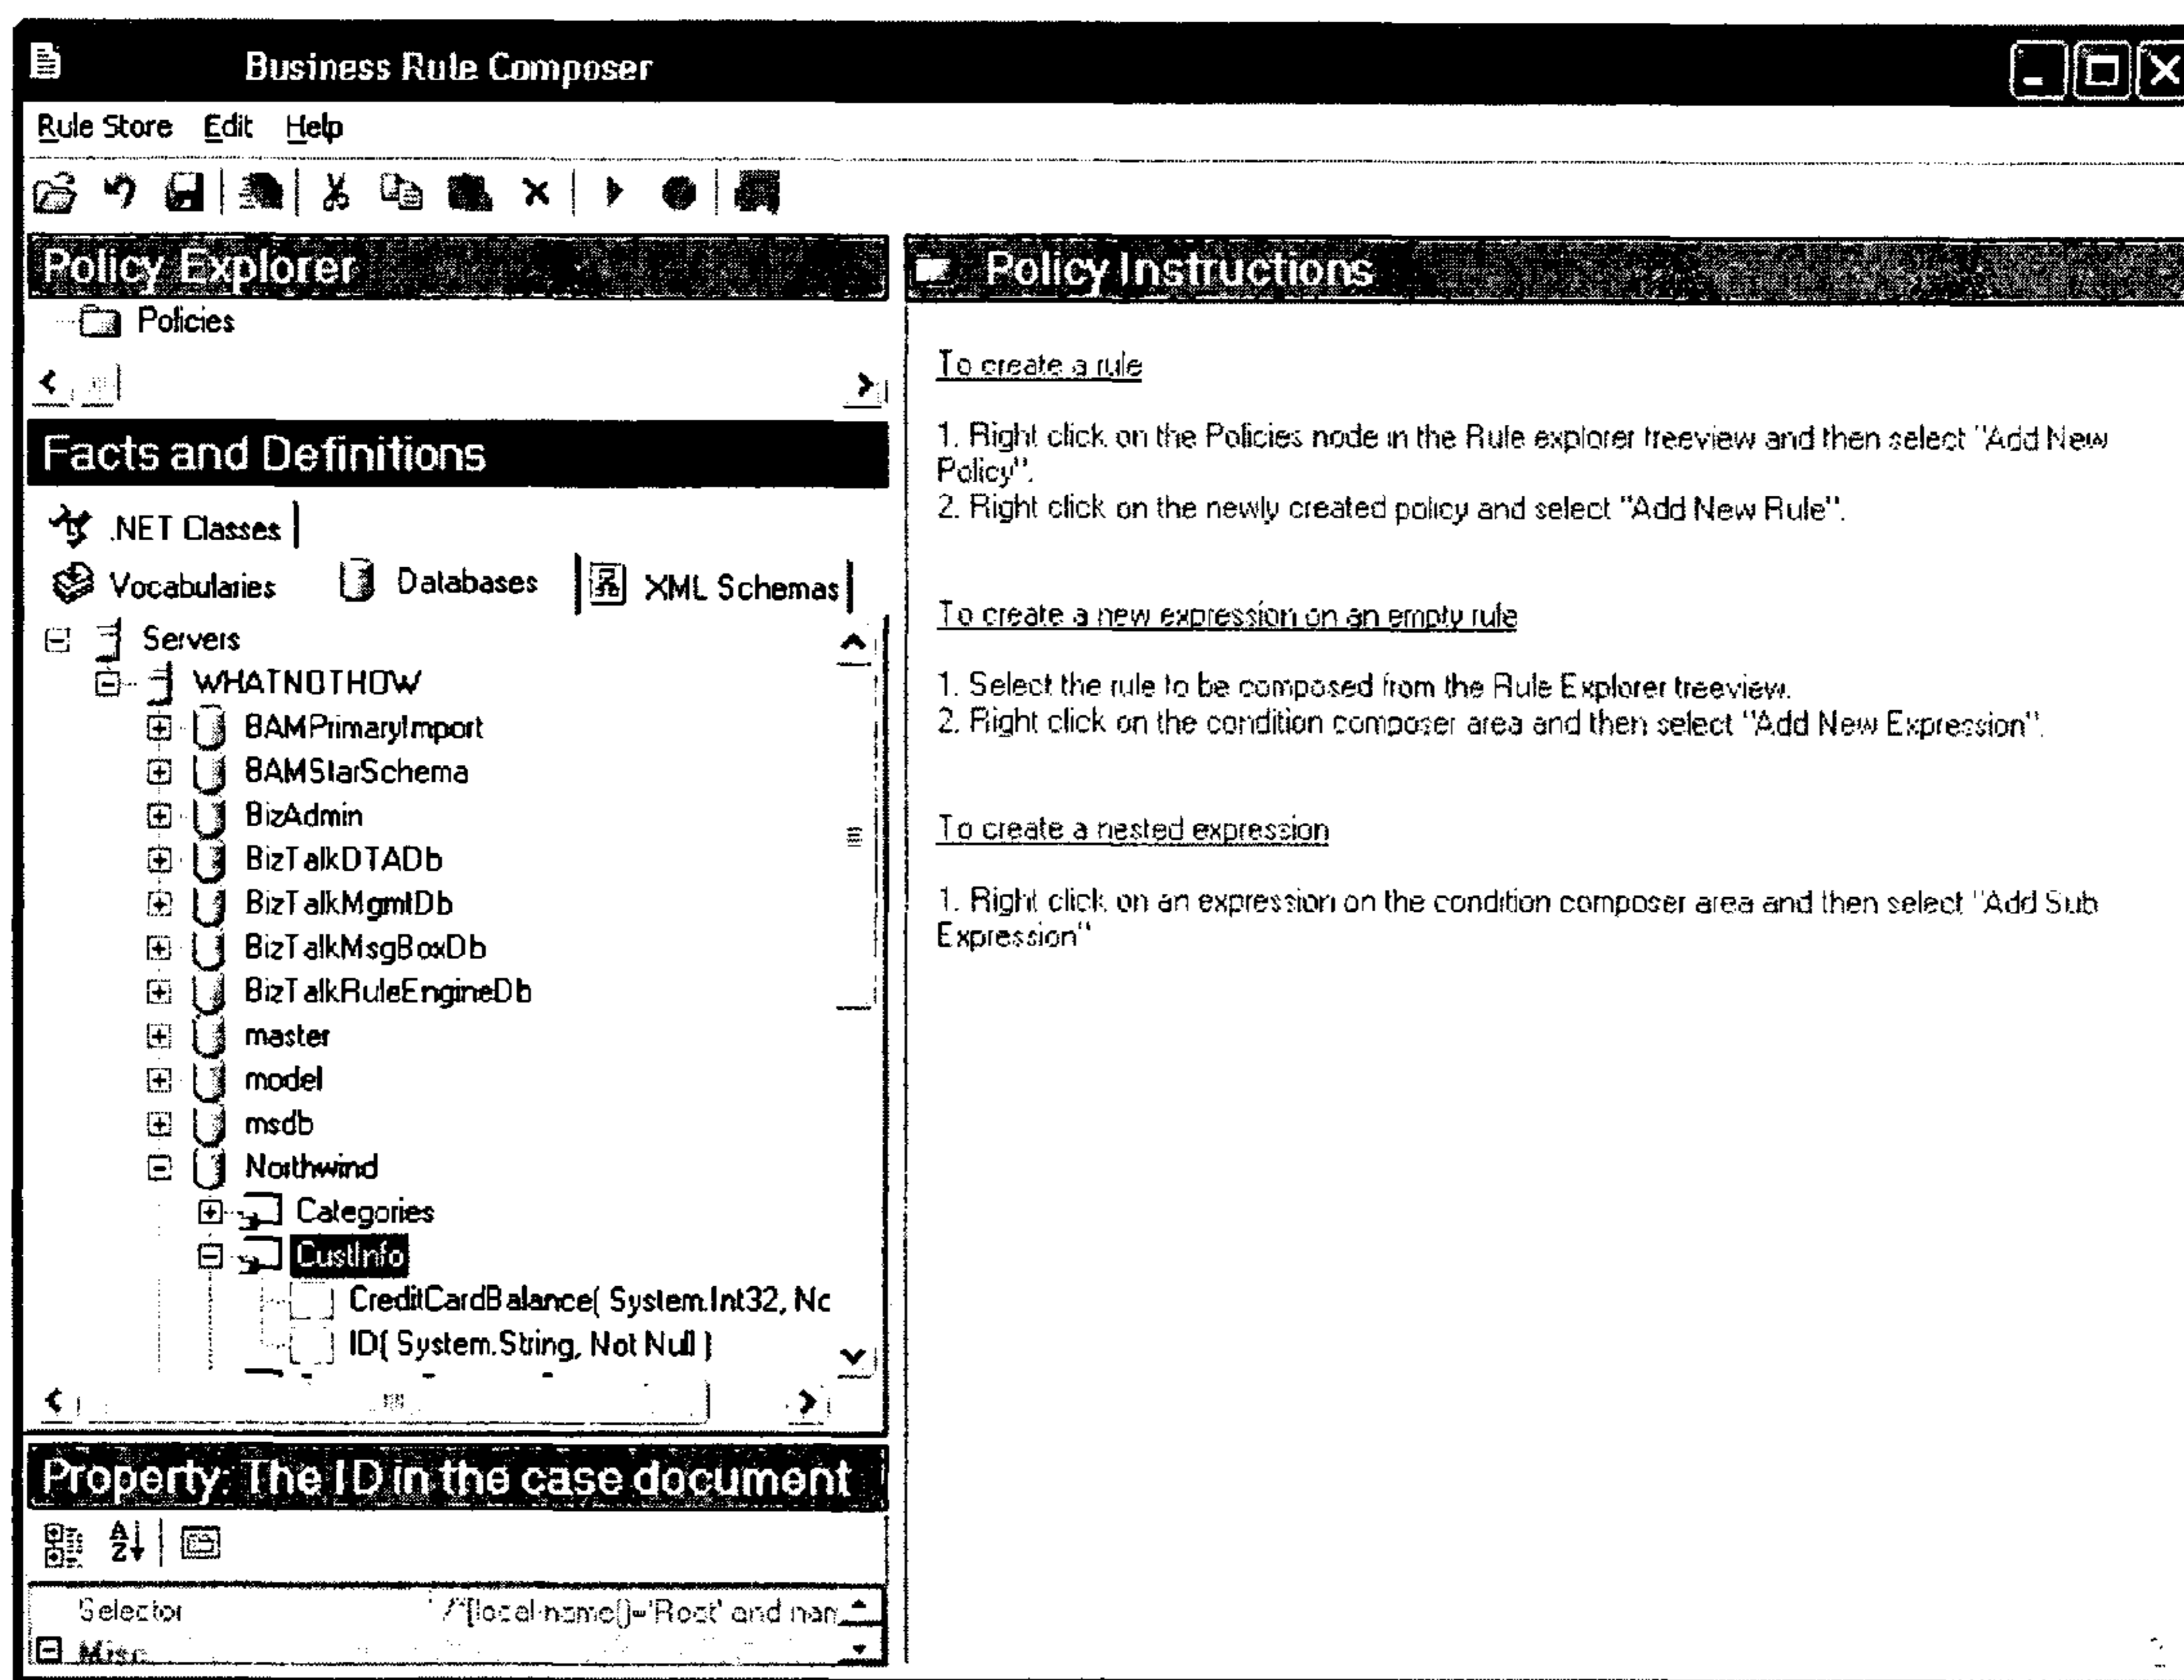 Business Rule Composer
Rule Store Edit Help
Policy Explorer
Policies
Facts and Definitions
.NET Classes
Vocabularies Databases XML Schemas
Servers
WHATNOTHOW
BAMPrimaryImport
BAMStarSchema
BizAdmin
BizTalkDTADb
BizTalkMgmtDb
BizTalkMsgBoxDb
BizTalkRuleEngineDb
master
model
msdb
Northwind
Categories
CustInfo
CreditCardBalance( System.Int32, Nc
ID( System.String, Not Null )
Property: The ID in the case document
Selector /*[local-name()='Root' and nam
Misc
Policy Instructions
To create a rule
1. Right click on the Policies node in the Rule explorer treeview and then select "Add New
Policy".
2. Right click on the newly created policy and select "Add New Rule".
To create a new expression on an empty rule
1. Select the rule to be composed from the Rule Explorer treeview.
2. Right click on the condition composer area and then select "Add New Expression".
To create a nested expression
1. Right click on an expression on the condition composer area and then select "Add Sub
Expression"